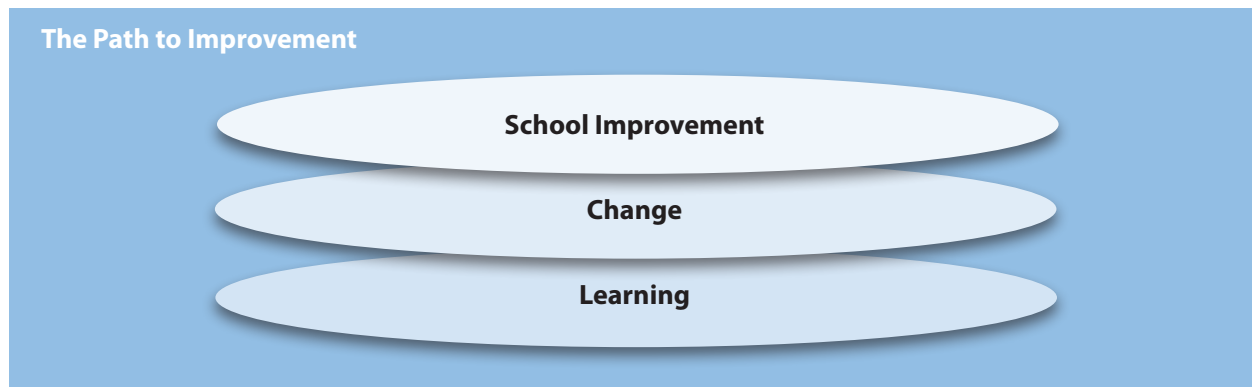 The Path to Improvement
School Improvement
Change
Learning